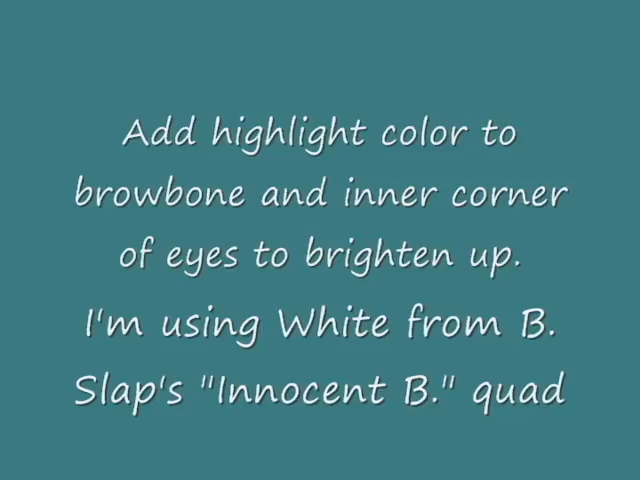 Add highlight color to
browbone and inner corner
of eyes to brighten up.
I'm using White from B.
Slap's "Innocent B." quad